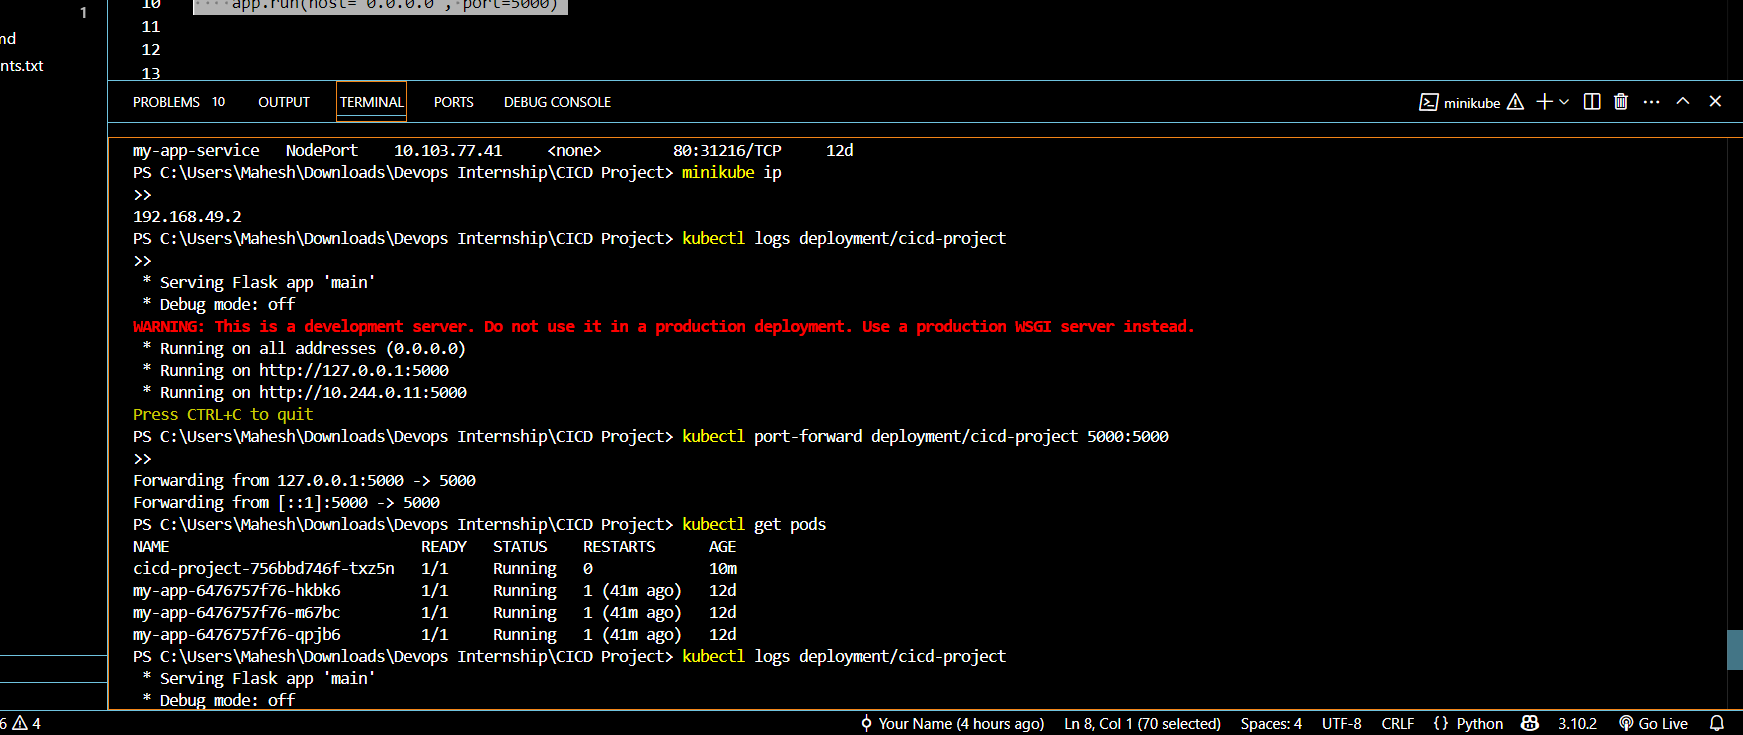 1
10 app.run(host='0.0.0.0', port=5000)
11
md
12
nts.txt
13
PROBLEMS 10 OUTPUT TERMINAL PORTS DEBUG CONSOLE minikube
my-app-service NodePort 10.103.77.41 <none> 80:31216/TCP 12d
PS C:\Users\Mahesh\Downloads\Devops Internship\CICD Project> minikube ip
>>
192.168.49.2
PS C:\Users\Mahesh\Downloads\Devops Internship\CICD Project> kubectl logs deployment/cicd-project
>>
* Serving Flask app 'main'
* Debug mode: off
WARNING: This is a development server. Do not use it in a production deployment. Use a production WSGI server instead.
* Running on all addresses (0.0.0.0)
* Running on http://127.0.0.1:5000
* Running on http://10.244.0.11:5000
Press CTRL+C to quit
PS C:\Users\Mahesh\Downloads\Devops Internship\CICD Project> kubectl port-forward deployment/cicd-project 5000:5000
>>
Forwarding from 127.0.0.1:5000 -> 5000
Forwarding from [::1]:5000 -> 5000
PS C:\Users\Mahesh\Downloads\Devops Internship\CICD Project> kubectl get pods
NAME READY STATUS RESTARTS AGE
cicd-project-756bbd746f-txz5n 1/1 Running 0 10m
my-app-6476757f76-hkbk6 1/1 Running 1 (41m ago) 12d
my-app-6476757f76-m67bc 1/1 Running 1 (41m ago) 12d
my-app-6476757f76-qpjb6 1/1 Running 1 (41m ago) 12d
PS C:\Users\Mahesh\Downloads\Devops Internship\CICD Project> kubectl logs deployment/cicd-project
* Serving Flask app 'main'
* Debug mode: off
6 4 Your Name (4 hours ago) Ln 8, Col 1 (70 selected) Spaces: 4 UTF-8 CRLF {} Python 3.10.2 Go Live